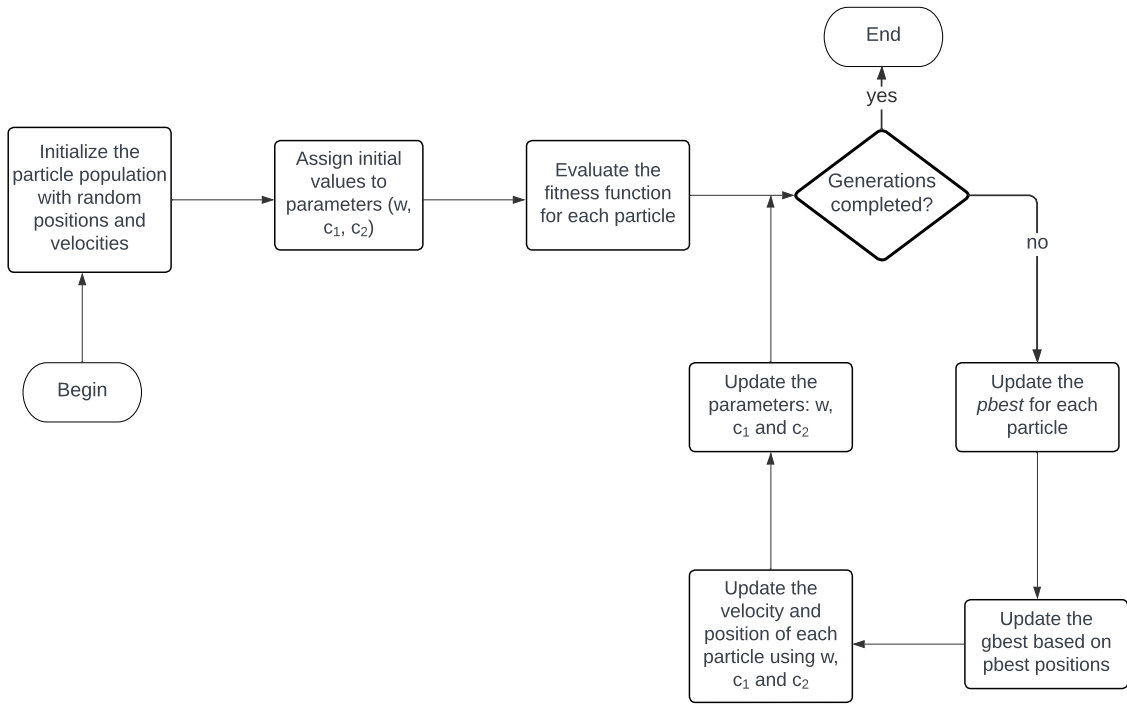 End
yes
Initialize the
particle population
with random
positions and
velocities
Assign initial
values to
parameters (w,
c₁, c₂)
Evaluate the
fitness function
for each particle
Generations
completed?
no
Begin
Update the
parameters: w,
c₁ and c₂
Update the
pbest for each
particle
Update the
velocity and
position of each
particle using w,
c₁ and c₂
Update the
gbest based on
pbest positions